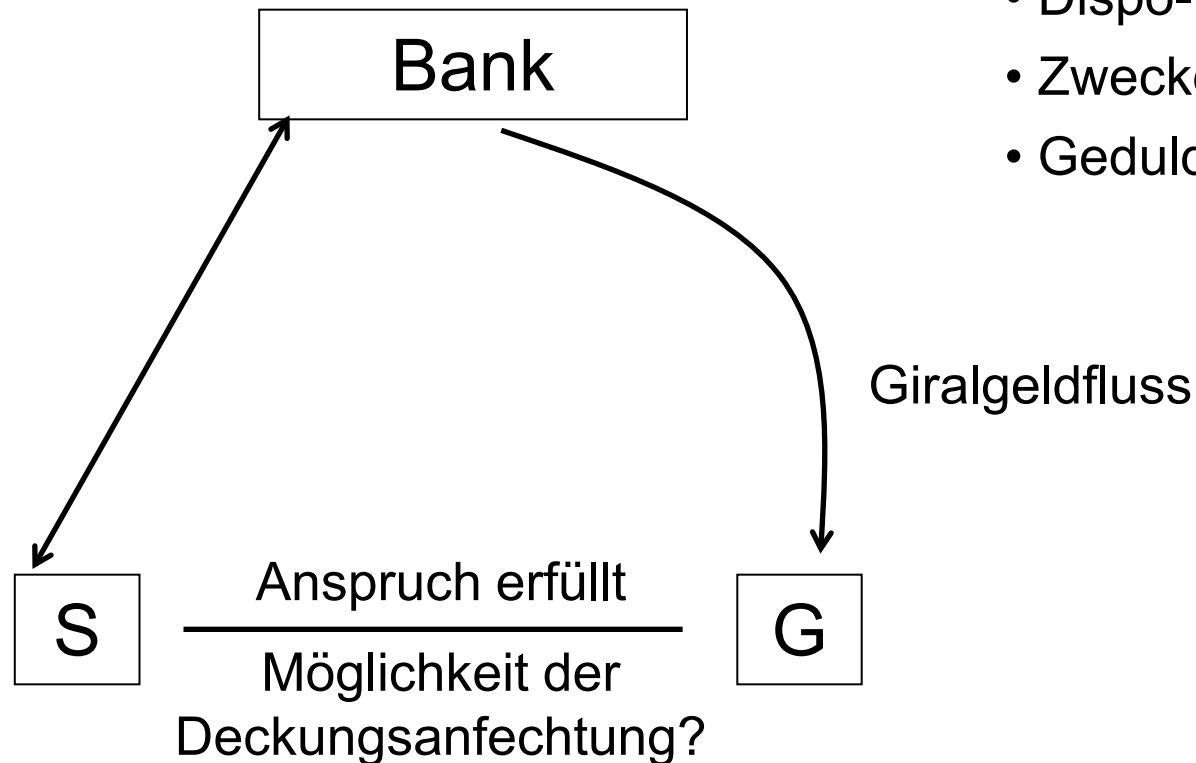 Bank
Giralgeldfluss
S
Anspruch erfüllt
Möglichkeit der
Deckungsanfechtung?
G